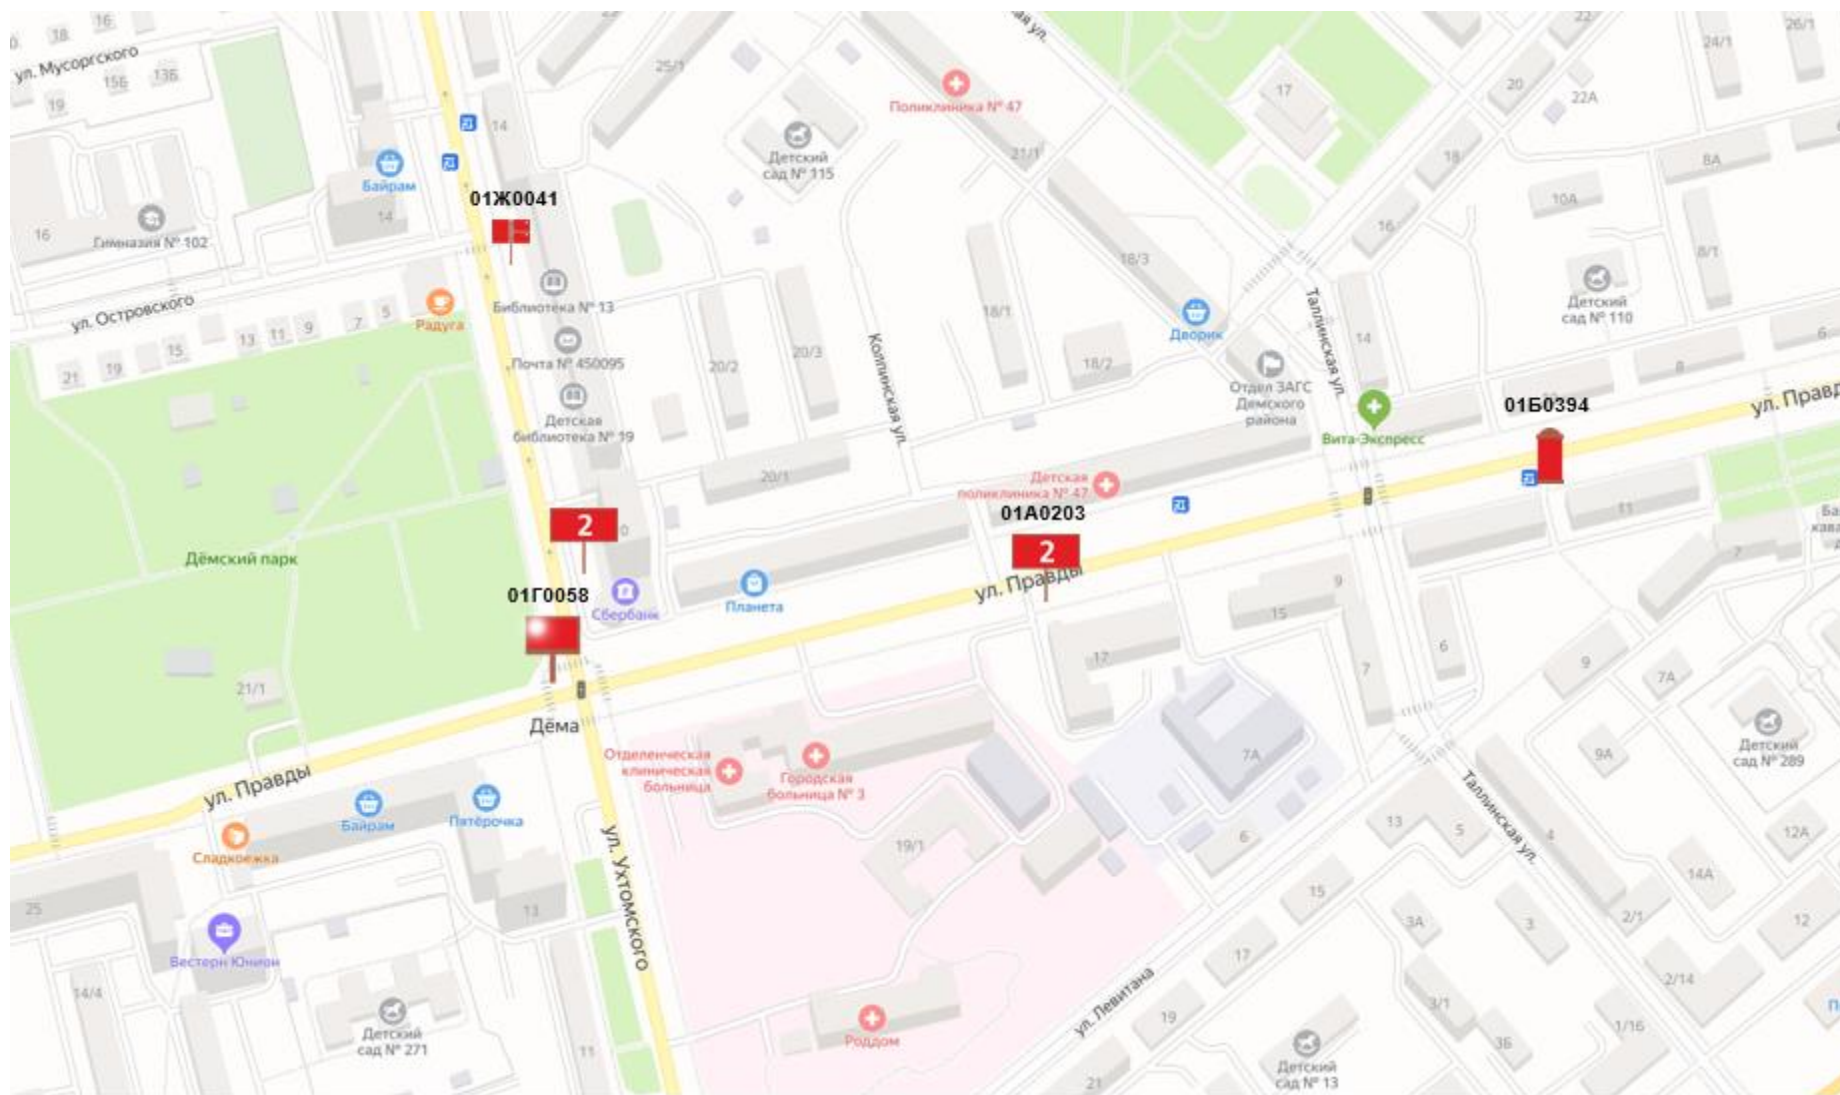 16
18
ул. Мусоргского
15Б
13Б
19
25/1
14
Поликлиника № 47
21/1
Детский
сад № 115
17
22
20
22А
24/1
26/1
18
8А
Байрам
14
01Ж0041
16
Гимназия № 102
10А
16
8/1
18/3
Библиотека № 13
ул. Островского
Радуга
5
7
9
11
13
15
19
21
Почта № 450095
20/2
20/3
18/1
18/2
Колпинская ул.
Дворик
Таллинская ул.
14
Детский
сад № 110
6
8
Отдел ЗАГС
Демского
района
Вита-Экспресс
01Б0394
ул. Правд
Детская
библиотека № 19
20/1
Детская
поликлиника № 47
01А0203
2
2
11
7
Дёмский парк
01Г0058
Сбербанк
Планета
ул. Правды
9
15
17
7
6
9
7А
21/1
Дёма
Отделенческая
клиническая
больница
Городская
больница № 3
7А
9А
Детский
сад № 289
ул. Правды
Байрам
Пятёрочка
Сладкоежка
ул. Ухтомского
19/1
6
13
5
4
Таллинская ул.
12А
14А
25
13
15
3А
3
2/1
12
Вестерн Юнион
17
2/14
14/4
ул. Левитана
3/1
Детский
сад № 271
Роддом
19
1/16
3Б
11
21
Детский
сад № 13